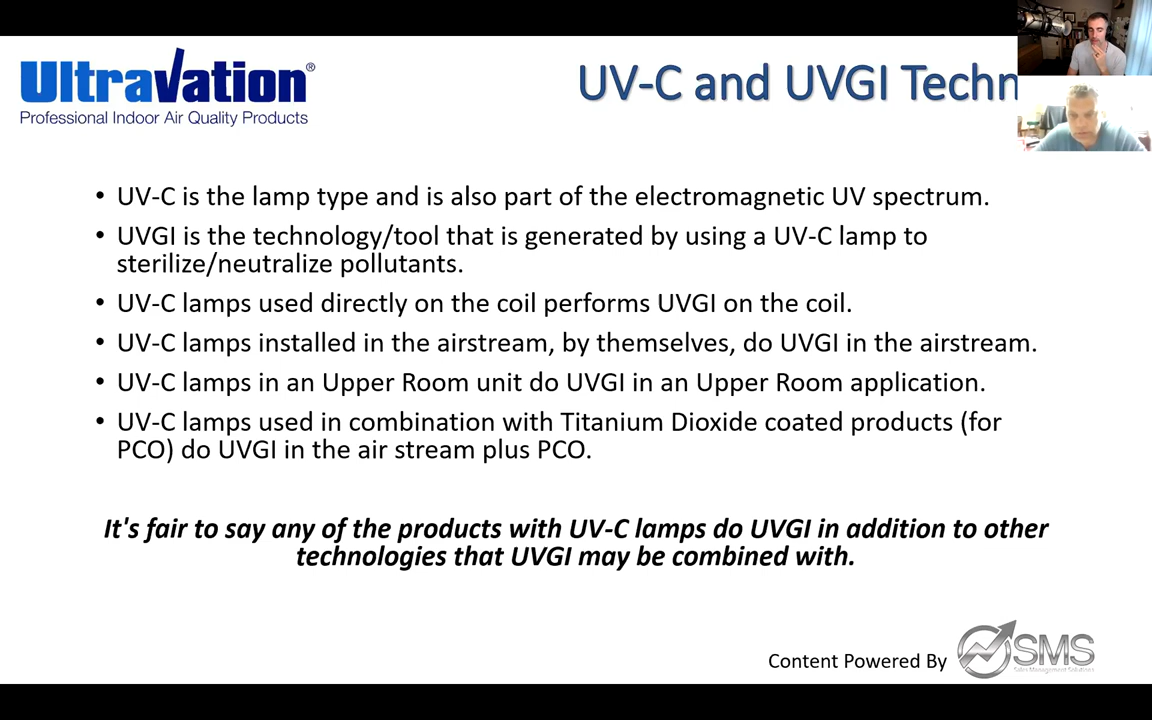 Ultravation®
Professional Indoor Air Quality Products
UV-C and UVGI Techn
• UV-C is the lamp type and is also part of the electromagnetic UV spectrum.
• UVGI is the technology/tool that is generated by using a UV-C lamp to
sterilize/neutralize pollutants.
• UV-C lamps used directly on the coil performs UVGI on the coil.
• UV-C lamps installed in the airstream, by themselves, do UVGI in the airstream.
• UV-C lamps in an Upper Room unit do UVGI in an Upper Room application.
• UV-C lamps used in combination with Titanium Dioxide coated products (for
PCO) do UVGI in the air stream plus PCO.
It's fair to say any of the products with UV-C lamps do UVGI in addition to other
technologies that UVGI may be combined with.
Content Powered By
SMS
Sales Management Solutions